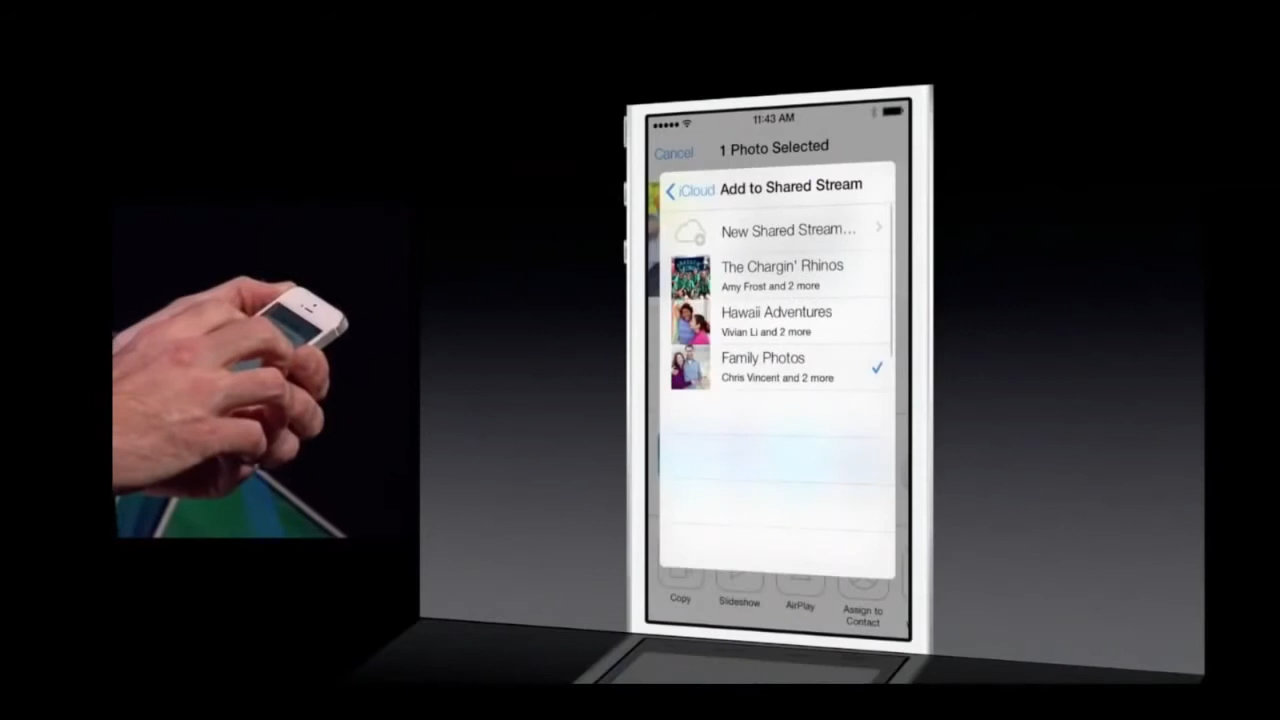 11:43 AM
Cancel
1 Photo Selected
iCloud
Add to Shared Stream
New Shared Stream...
The Chargin' Rhinos
Amy Frost and 2 more
Hawaii Adventures
Vivian Li and 2 more
Family Photos
Chris Vincent and 2 more
Copy
Slideshow
AirPlay
Assign to
Contact